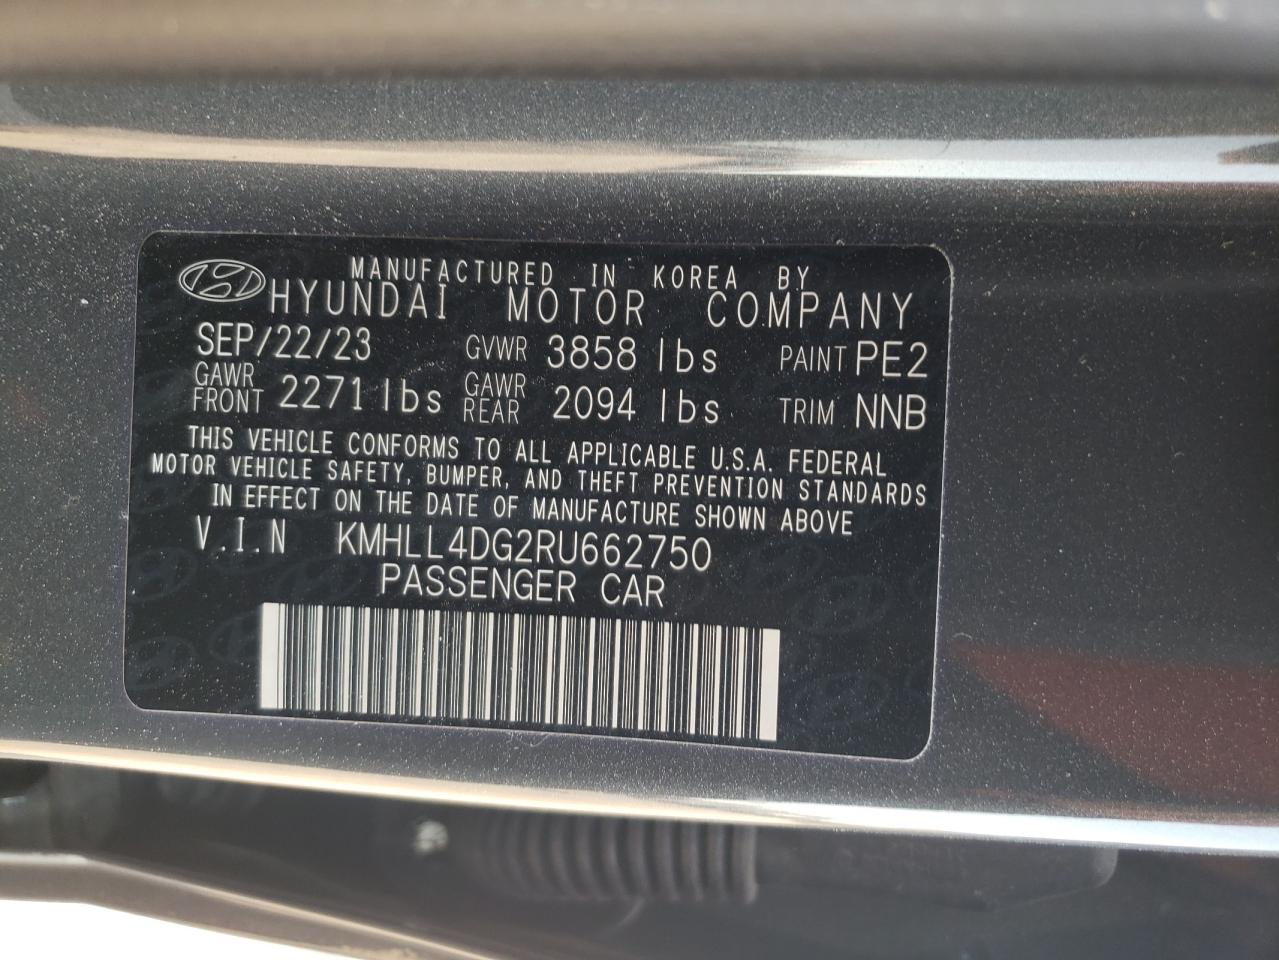 MANUFACTURED IN KOREA BY
HYUNDAI MOTOR COMPANY
SEP/22/23 GVWR 3858 lbs PAINT PE2
GAWR FRONT 2271 lbs GAWR REAR 2094 lbs TRIM NNB
THIS VEHICLE CONFORMS TO ALL APPLICABLE U.S.A. FEDERAL
MOTOR VEHICLE SAFETY, BUMPER, AND THEFT PREVENTION STANDARDS
IN EFFECT ON THE DATE OF MANUFACTURE SHOWN ABOVE
V.I.N KMHLL4DG2RU662750
PASSENGER CAR